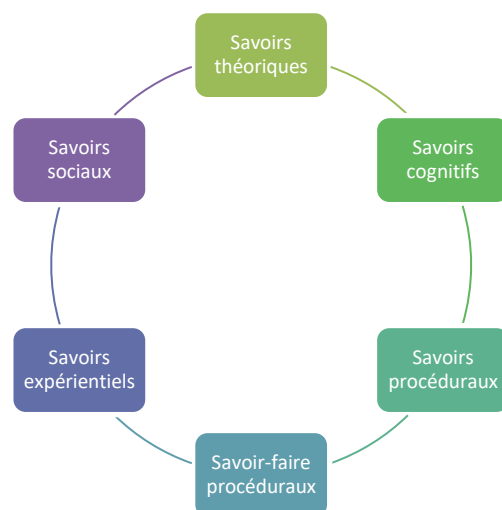 Savoirs
théoriques
Savoirs
cognitifs
Savoirs
procéduraux
Savoir-faire
procéduraux
Savoirs
expérientiels
Savoirs
sociaux